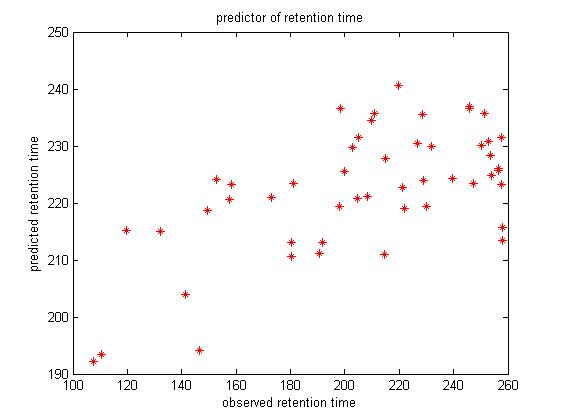 predictor of retention time
250
240
230
220
210
200
190
predicted retention time
100 120 140 160 180 200 220 240 260
observed retention time